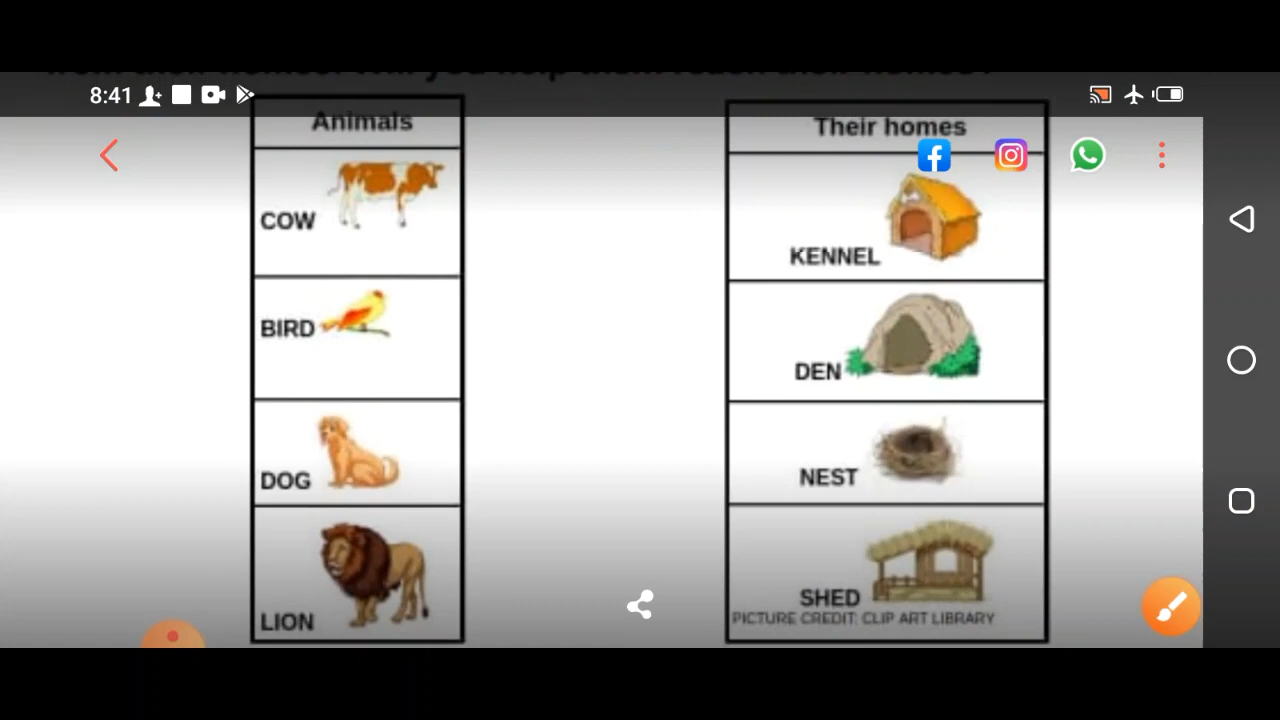 8:41
Animals
COW
BIRD
DOG
LION
Their homes
KENNEL
DEN
NEST
SHED
PICTURE CREDIT: CLIP ART LIBRARY